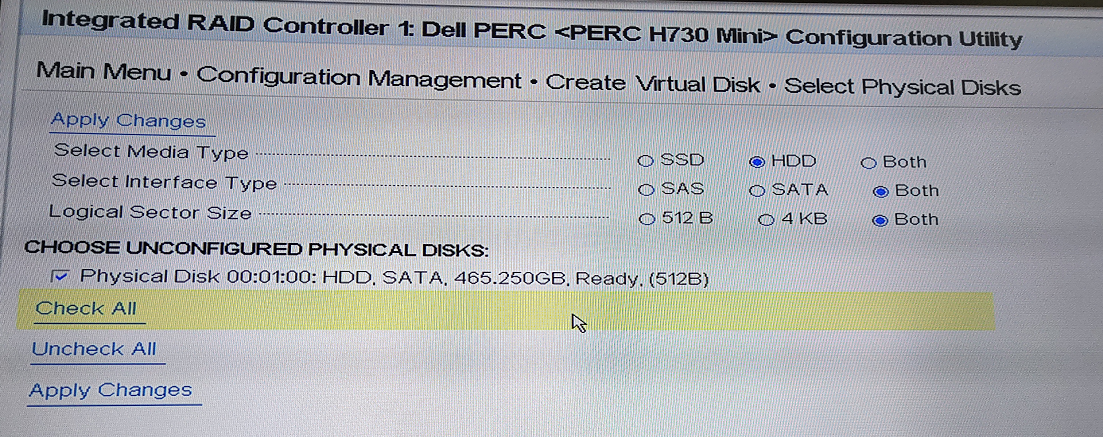 Integrated RAID Controller 1: Dell PERC <PERC H730 Mini> Configuration Utility
Main Menu • Configuration Management • Create Virtual Disk • Select Physical Disks
Apply Changes
Select Media Type SSD HDD Both
Select Interface Type SAS SATA Both
Logical Sector Size 512 B 4 KB Both
CHOOSE UNCONFIGURED PHYSICAL DISKS:
Physical Disk 00:01:00: HDD, SATA, 465.250GB, Ready, (512B)
Check All
Uncheck All
Apply Changes